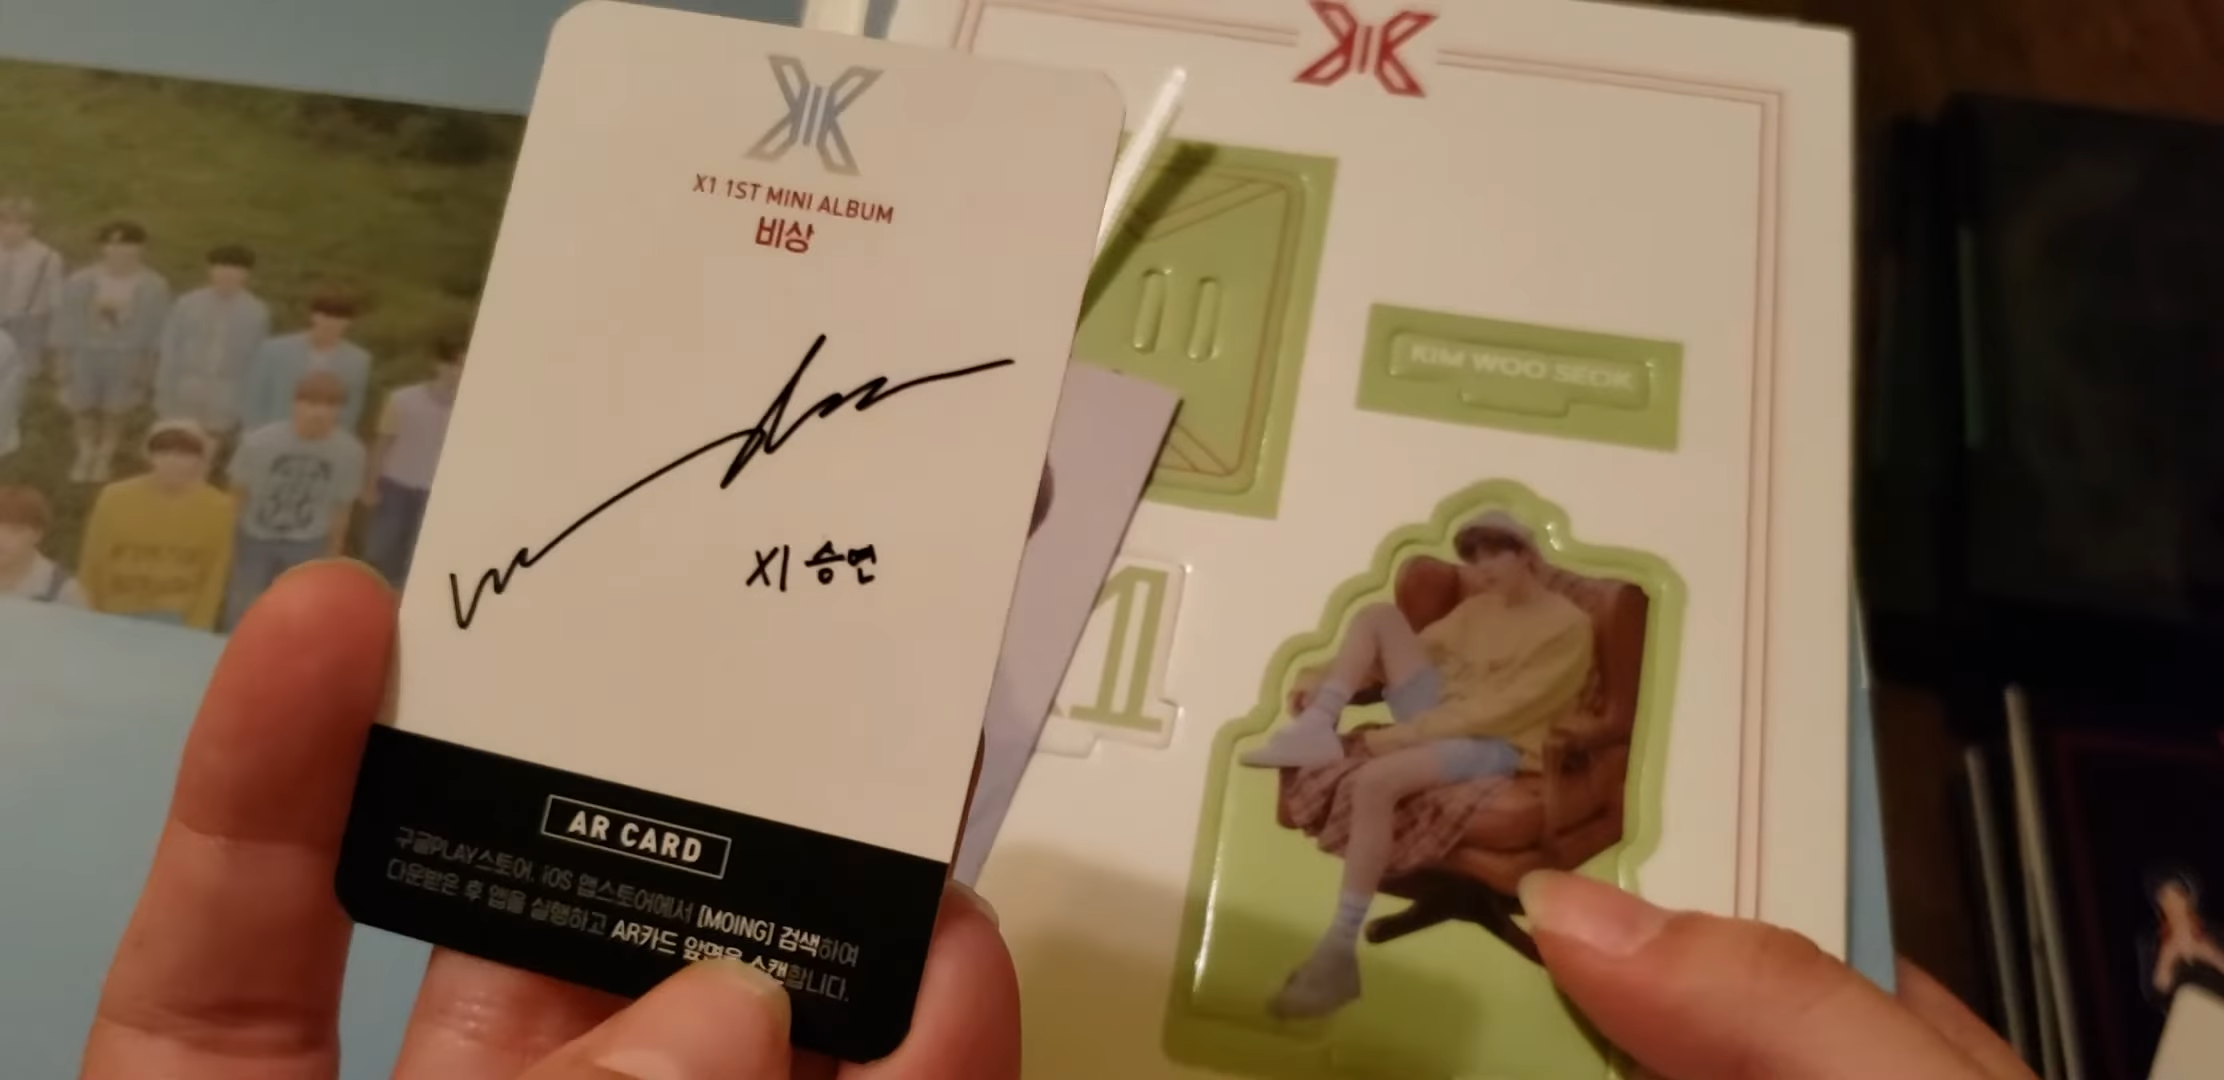 X1 1ST MINI ALBUM
비상
X1 승연
AR CARD
구글PLAY스토어, iOS 앱스토어에서 [MOING] 검색하여
다운받은 후 앱을 실행하고 AR카드 앞면을 스캔합니다.
KIM WOO SEOK